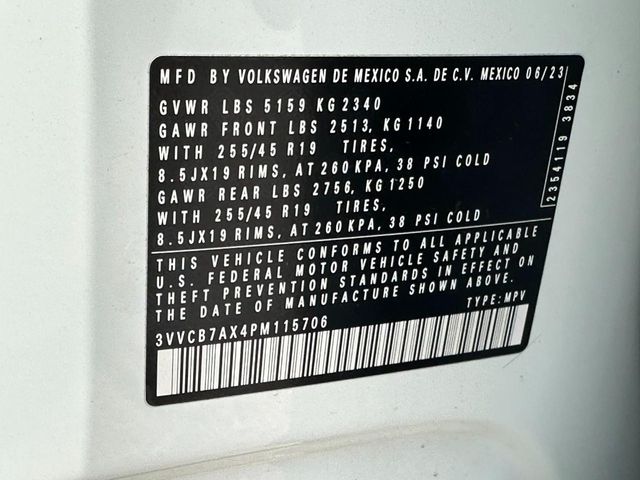 MFD BY VOLKSWAGEN DE MEXICO S.A. DE C.V. MEXICO 06/23
GVWR LBS 5159 KG 2340
GAWR FRONT LBS 2513, KG 1140
WITH 255/45 R19 TIRES,
8.5JX19 RIMS, AT 260 KPA, 38 PSI COLD
GAWR REAR LBS 2756, KG 1250
WITH 255/45 R19 TIRES,
8.5JX19 RIMS, AT 260 KPA, 38 PSI COLD
2354119 3834
THIS VEHICLE CONFORMS TO ALL APPLICABLE
U.S. FEDERAL MOTOR VEHICLE SAFETY AND
THEFT PREVENTION STANDARDS IN EFFECT ON
THE DATE OF MANUFACTURE SHOWN ABOVE.
3VVCB7AX4PM115706 TYPE: MPV